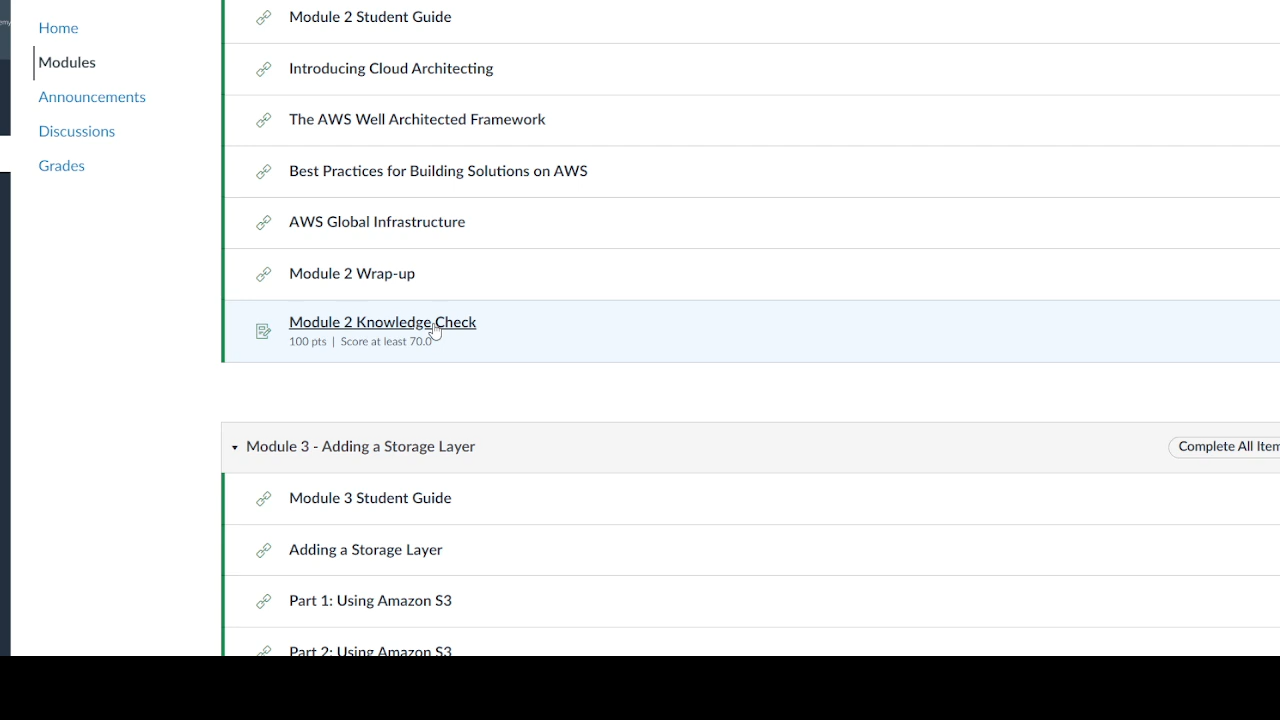 Home
Modules
Announcements
Discussions
Grades
Module 2 Student Guide
Introducing Cloud Architecting
The AWS Well Architected Framework
Best Practices for Building Solutions on AWS
AWS Global Infrastructure
Module 2 Wrap-up
Module 2 Knowledge Check
100 pts | Score at least 70.0
Module 3 - Adding a Storage Layer
Complete All Item
Module 3 Student Guide
Adding a Storage Layer
Part 1: Using Amazon S3
Part 2: Using Amazon S3